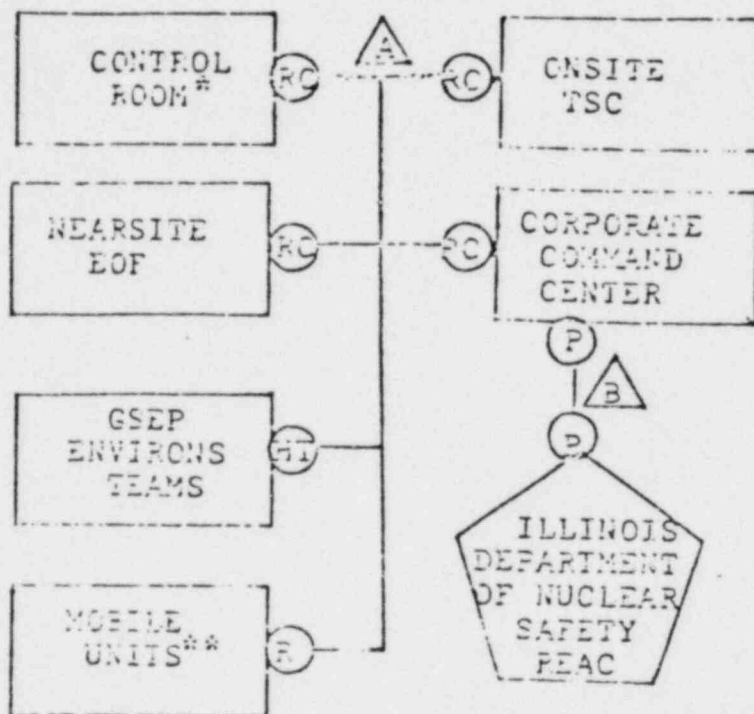 CONTROL
ROOM*
RC
A
RC
ONSITE
TSC
NEARSITE
EOF
RC
RC
CORPORATE
COMMAND
CENTER
P
B
P
GSEP
ENVIRONS
TEAMS
HT
ILLINOIS
DEPARTMENT
OF NUCLEAR
SAFETY
REAC
MOBILE
UNITS**
R